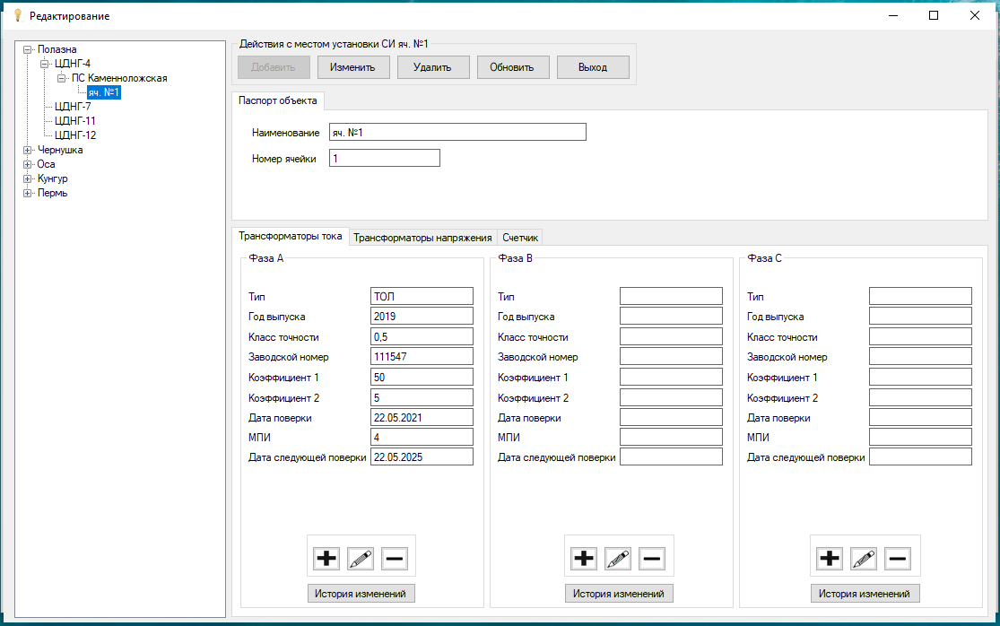 Редактирование
Полазна
ЦДНГ-4
ПС Каменноложская
яч. №1
ЦДНГ-7
ЦДНГ-11
ЦДНГ-12
Чернушка
Оса
Кунгур
Пермь
Действия с местом установки СИ яч. №1
Добавить Изменить Удалить Обновить Выход
Паспорт объекта
Наименование яч. №1
Номер ячейки 1
Трансформаторы тока Трансформаторы напряжения Счетчик
Фаза А
Тип ТОЛ
Год выпуска 2019
Класс точности 0,5
Заводской номер 111547
Коэффициент 1 50
Коэффициент 2 5
Дата поверки 22.05.2021
МПИ 4
Дата следующей поверки 22.05.2025
История изменений
Фаза В
Тип
Год выпуска
Класс точности
Заводской номер
Коэффициент 1
Коэффициент 2
Дата поверки
МПИ
Дата следующей поверки
История изменений
Фаза С
Тип
Год выпуска
Класс точности
Заводской номер
Коэффициент 1
Коэффициент 2
Дата поверки
МПИ
Дата следующей поверки
История изменений